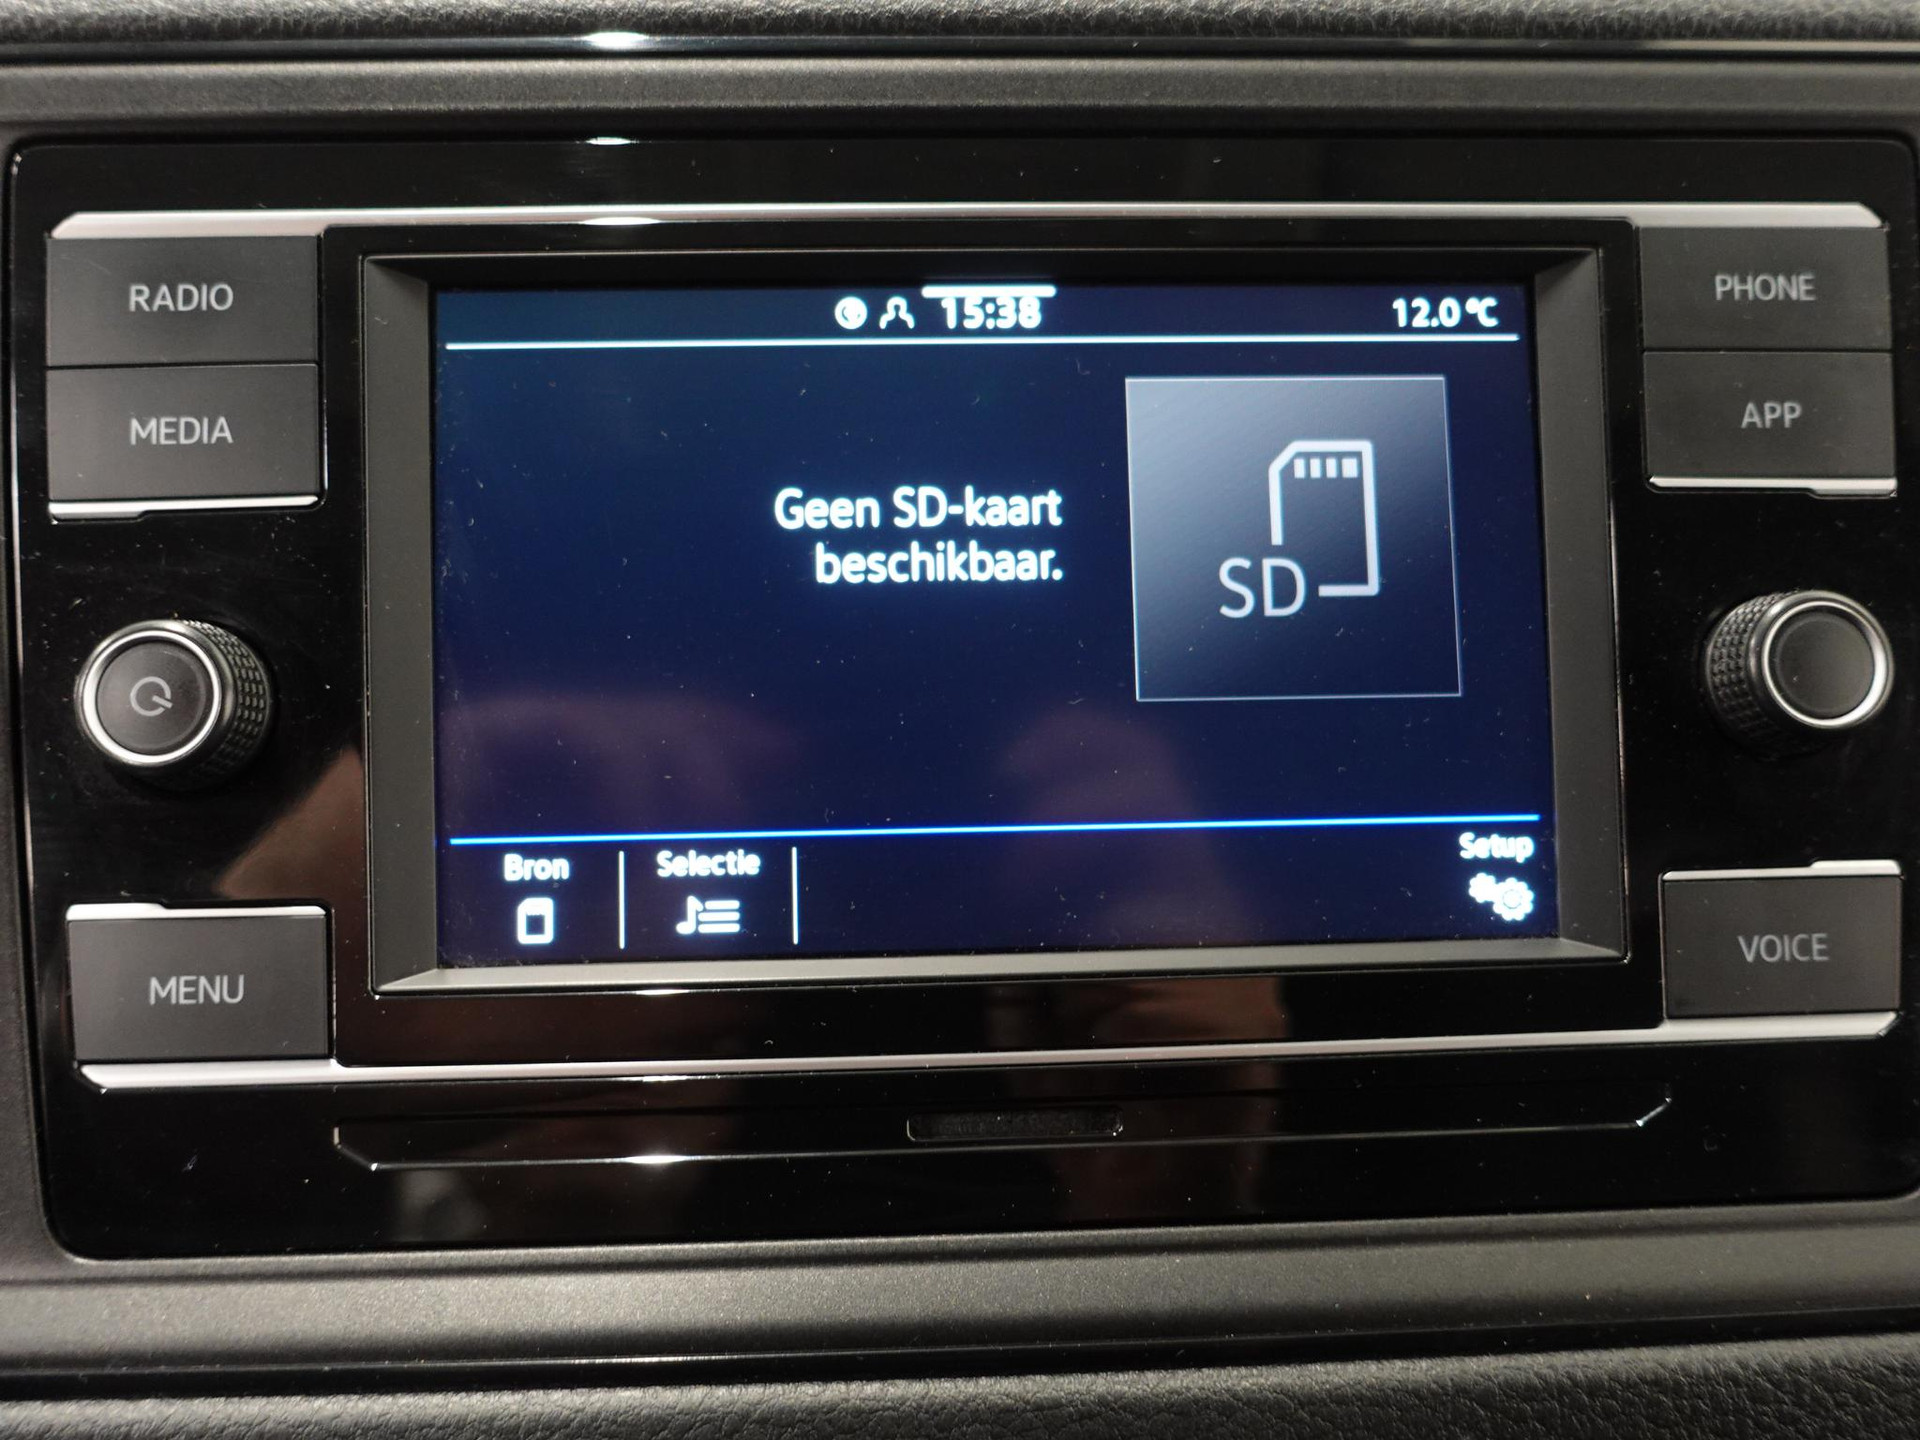 15:38
12.0 °C
RADIO
MEDIA
PHONE
APP
Geen SD-kaart
beschikbaar.
SD
Bron
Selectie
Setup
MENU
VOICE